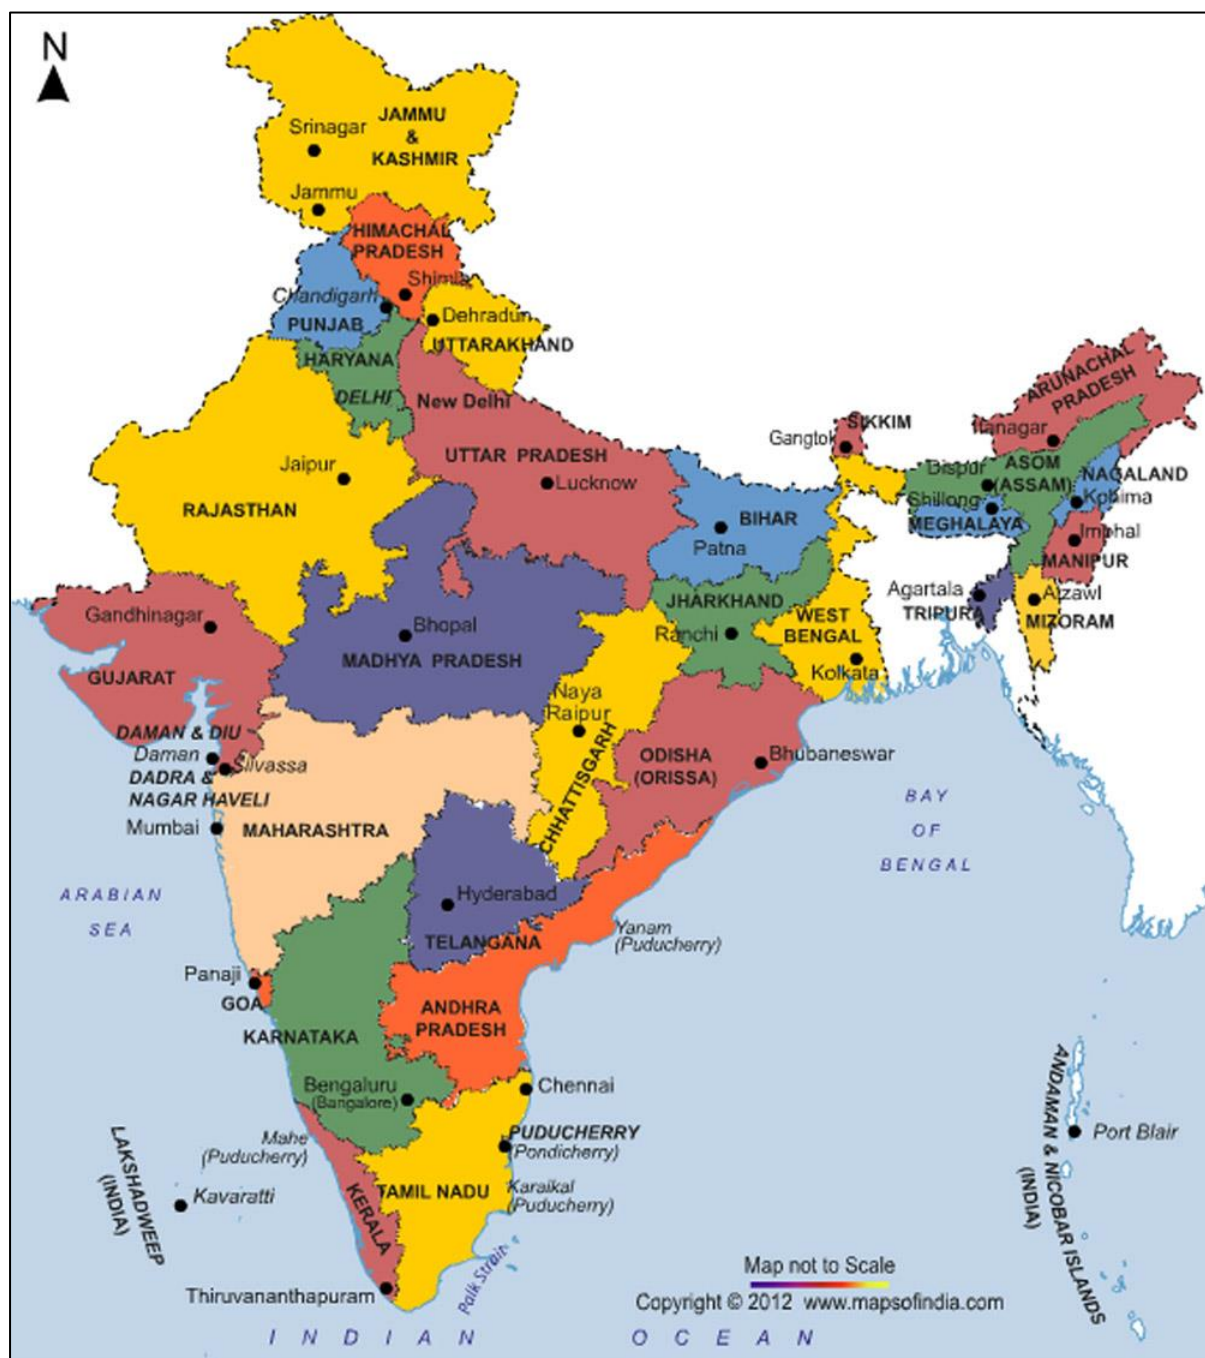 N
JAMMU
&
KASHMIR
Srinagar
Jammu
HIMACHAL
PRADESH
Shimla
Chandigarh
PUNJAB
Dehradun
UTTARAKHAND
HARYANA
DELHI
New Delhi
ARUNACHAL
PRADESH
Itanagar
SIKKIM
Gangtok
UTTAR PRADESH
Lucknow
Jaipur
RAJASTHAN
Dispur
ASOM
(ASSAM)
NAGALAND
Kohima
Shillong
MEGHALAYA
BIHAR
Patna
Imphal
MANIPUR
Agartala
TRIPURA
Aizawl
MIZORAM
JHARKHAND
Ranchi
WEST
BENGAL
Kolkata
Gandhinagar
GUJARAT
Bhopal
MADHYA PRADESH
Naya
Raipur
CHHATTISGARH
ODISHA
(ORISSA)
Bhubaneswar
DAMAN & DIU
Daman
Silvassa
DADRA &
NAGAR HAVELI
Mumbai
MAHARASHTRA
BAY
OF
BENGAL
ARABIAN
SEA
Hyderabad
TELANGANA
Yanam
(Puducherry)
Panaji
GOA
KARNATAKA
ANDHRA
PRADESH
Bengaluru
(Bangalore)
Chennai
Mahe
(Puducherry)
PUDUCHERRY
(Pondicherry)
KERALA
TAMIL NADU
Karaikal
(Puducherry)
LAKSHADWEEP
(INDIA)
Kavaratti
ANDAMAN & NICOBAR ISLANDS
(INDIA)
Port Blair
Thiruvananthapuram
Palk Strait
Map not to Scale
Copyright © 2012 www.mapsofindia.com
INDIAN OCEAN